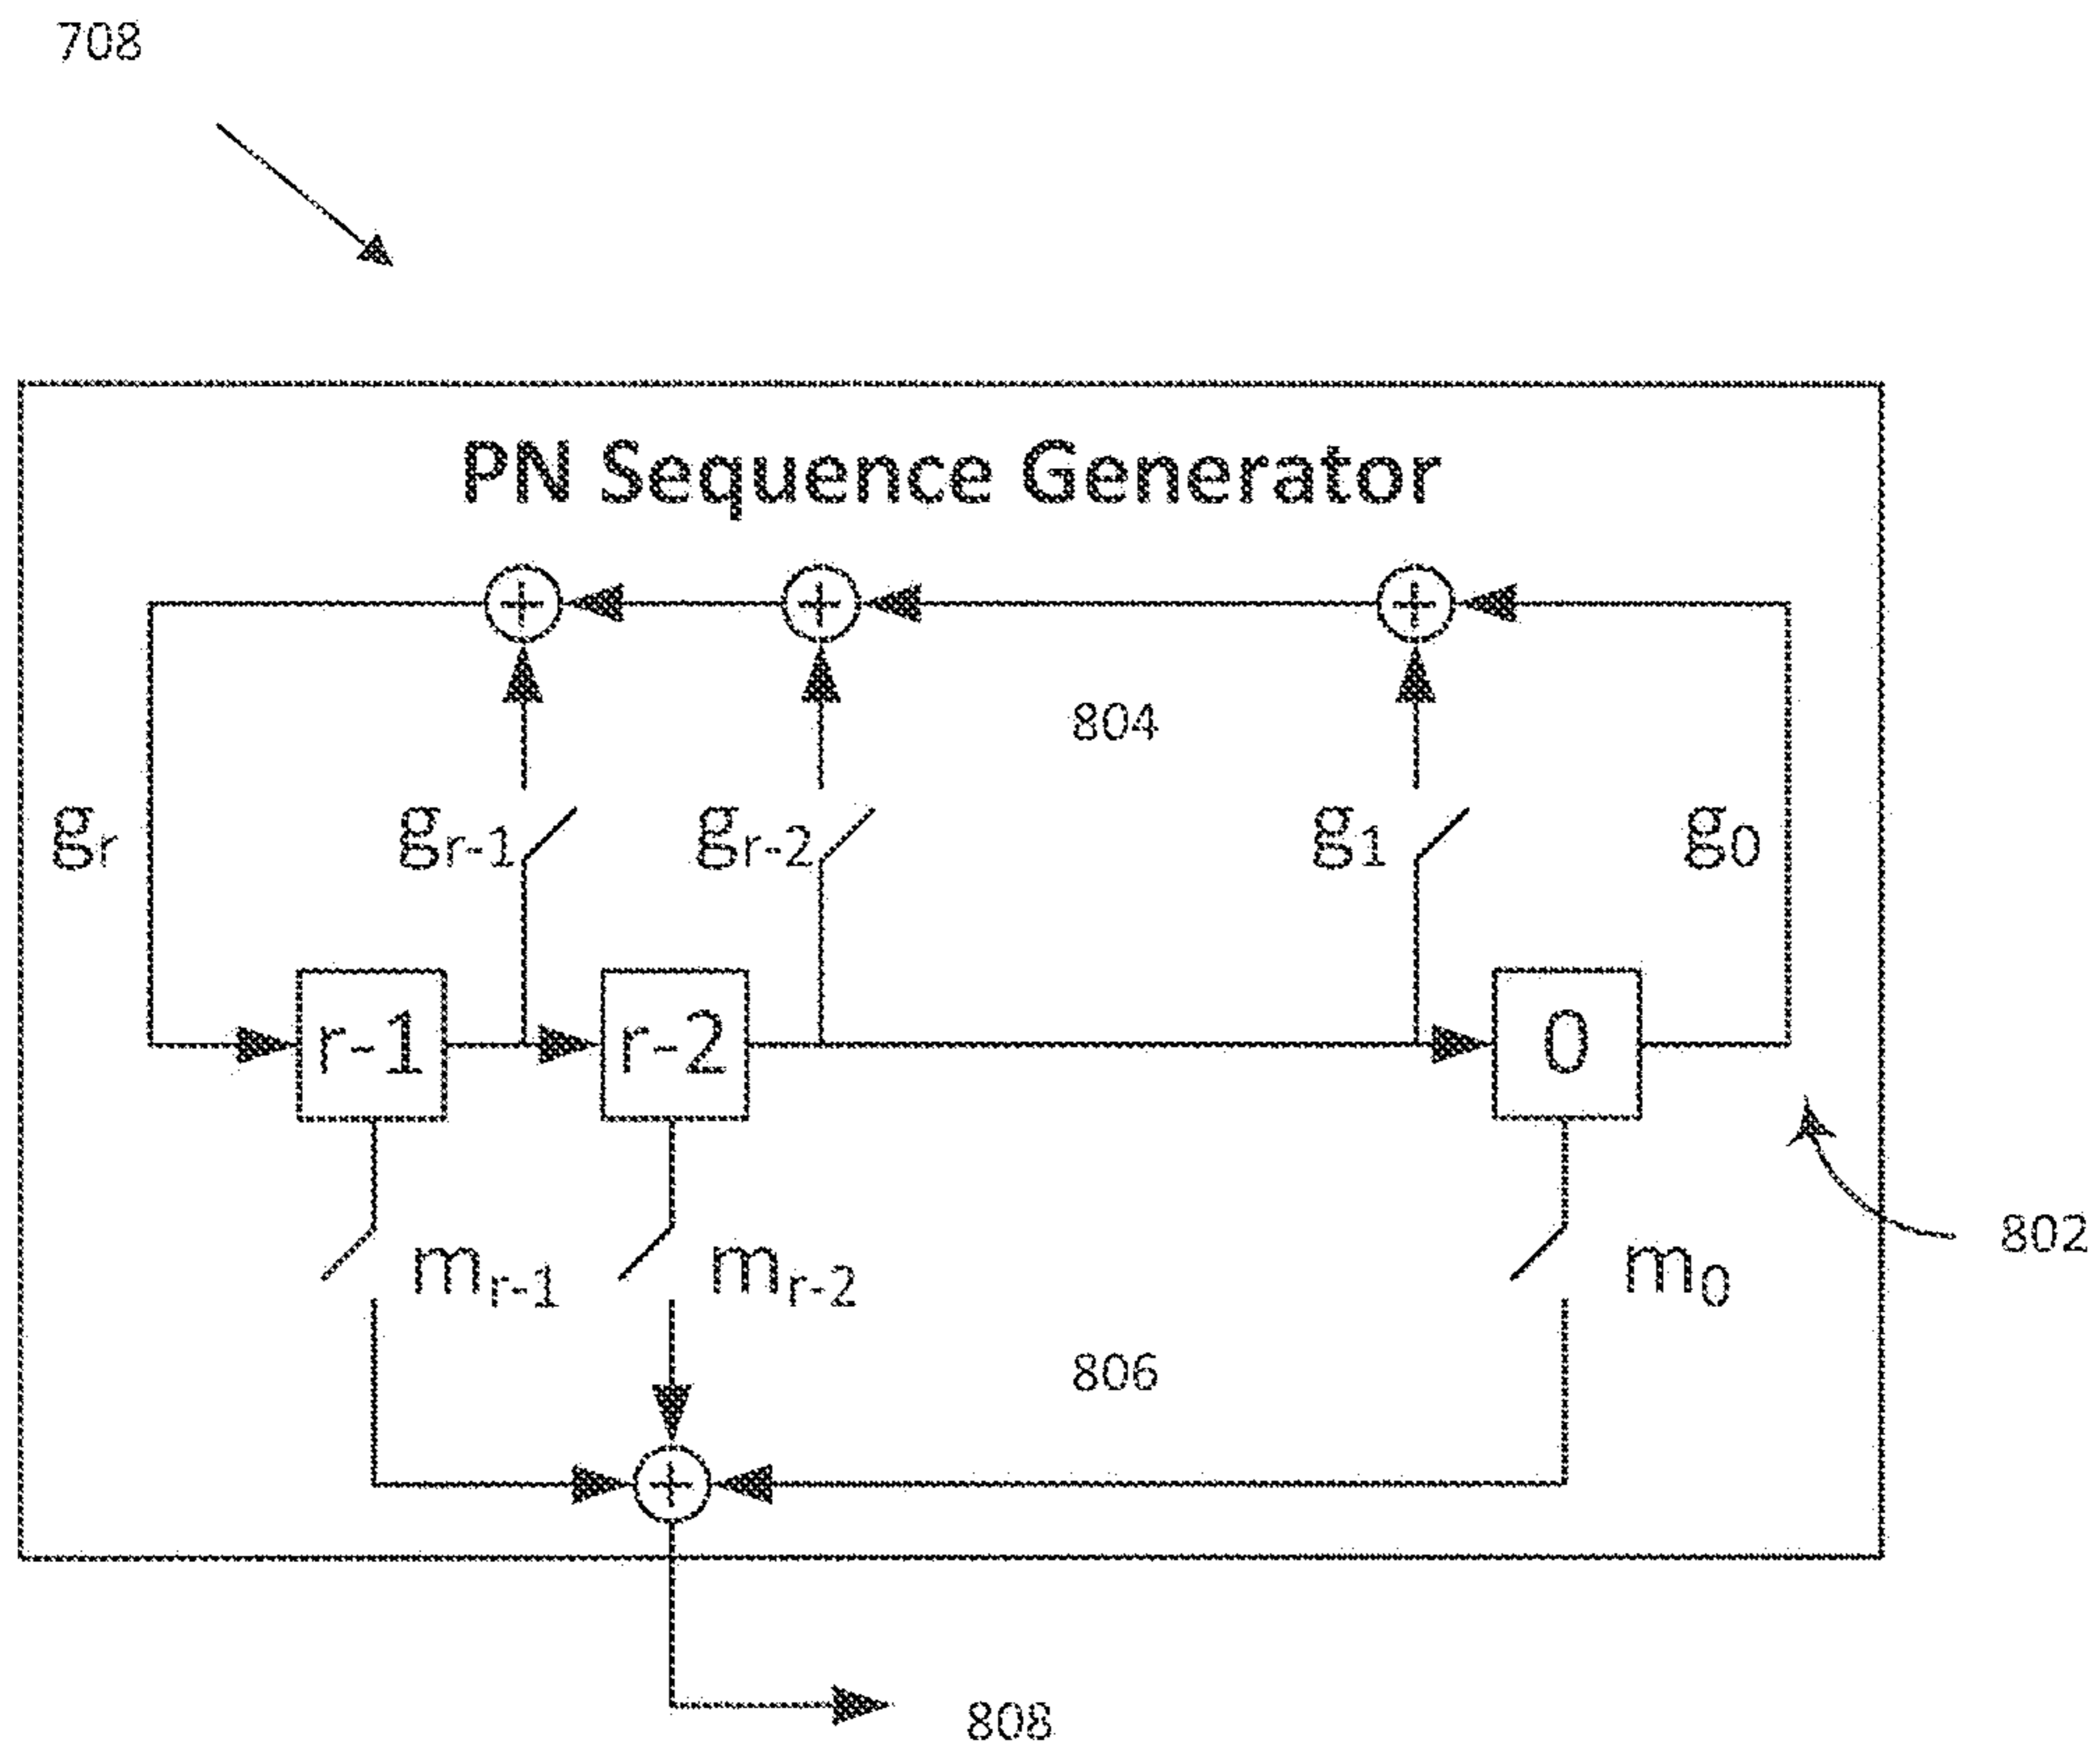 708
PN Sequence Generator
+ + +
804
gr gr-1 gr-2 g1 g0
r-1 r-2 0
802
mr-1 mr-2 m0
806
+
808